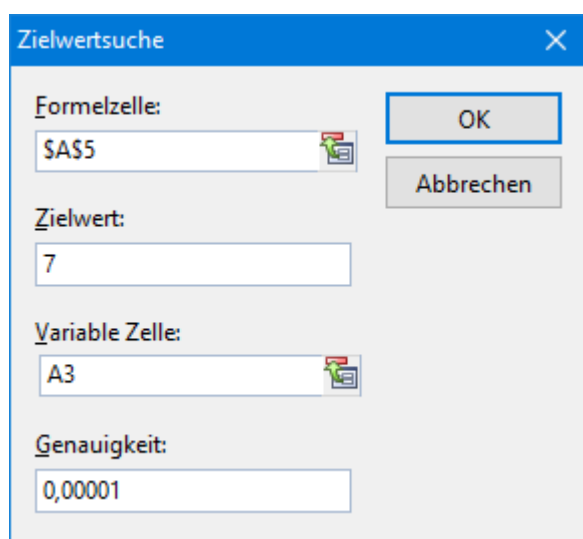 Zielwertsuche
Formelzelle:
OK
$A$5
Abbrechen
Zielwert:
7
Variable Zelle:
A3
Genauigkeit:
0,00001